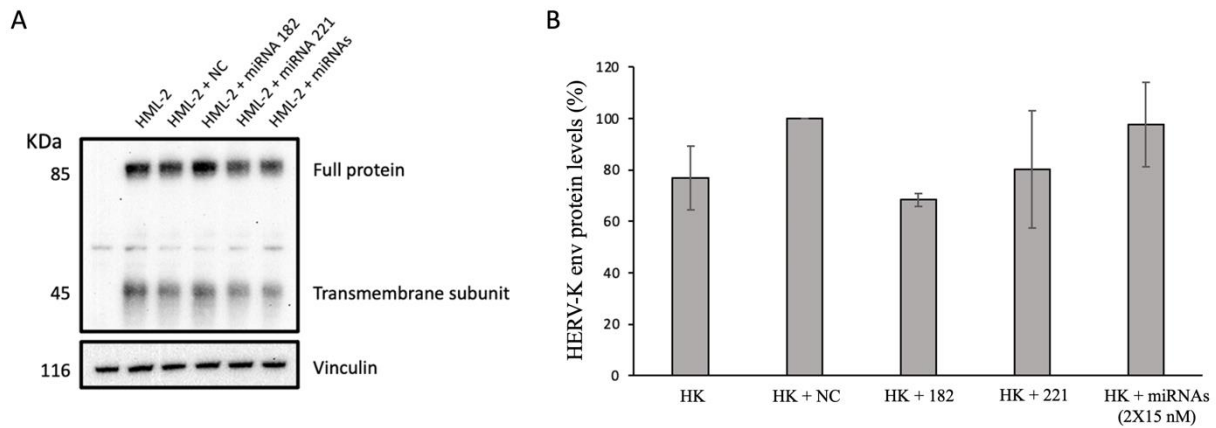 A
HML-2
HML-2 + NC
HML-2 + miRNA 182
HML-2 + miRNA 221
HML-2 + miRNAs
KDa
85
Full protein
45
Transmembrane subunit
116
Vinculin
B
HERV-K env protein levels (%)
120
100
80
60
40
20
0
HK
HK + NC
HK + 182
HK + 221
HK + miRNAs
(2X15 nM)